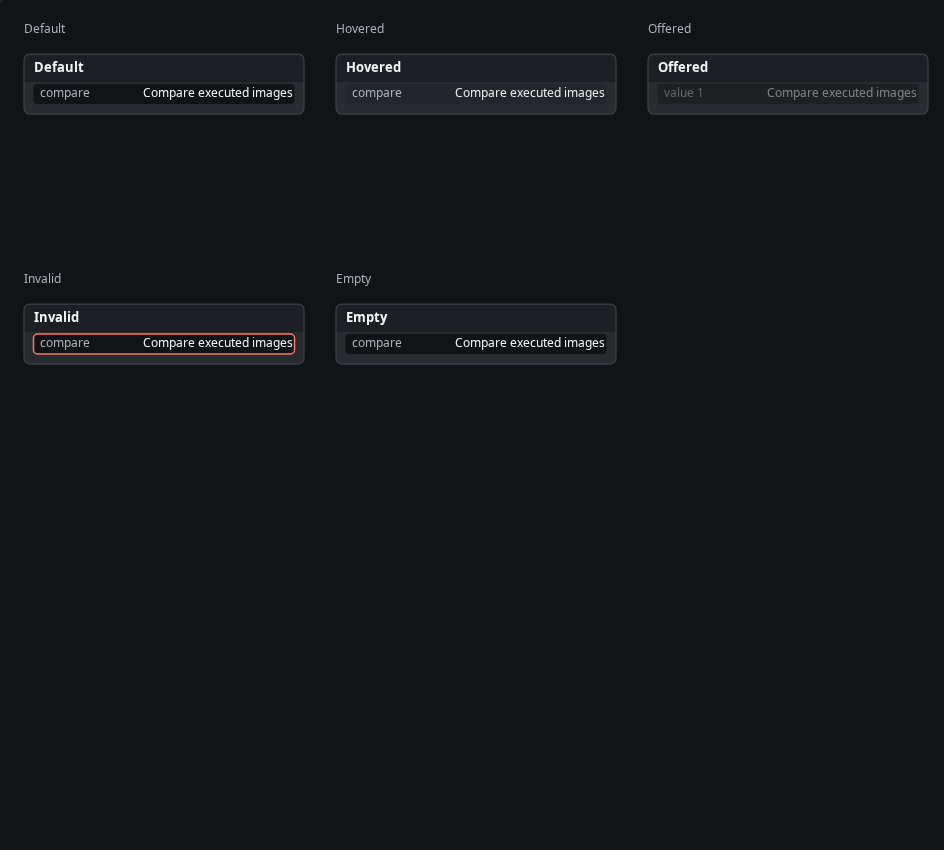 Default
Hovered
Offered
Default
Hovered
Offered
compare Compare executed images
compare Compare executed images
value 1 Compare executed images
Invalid
Empty
Invalid
Empty
compare Compare executed images
compare Compare executed images